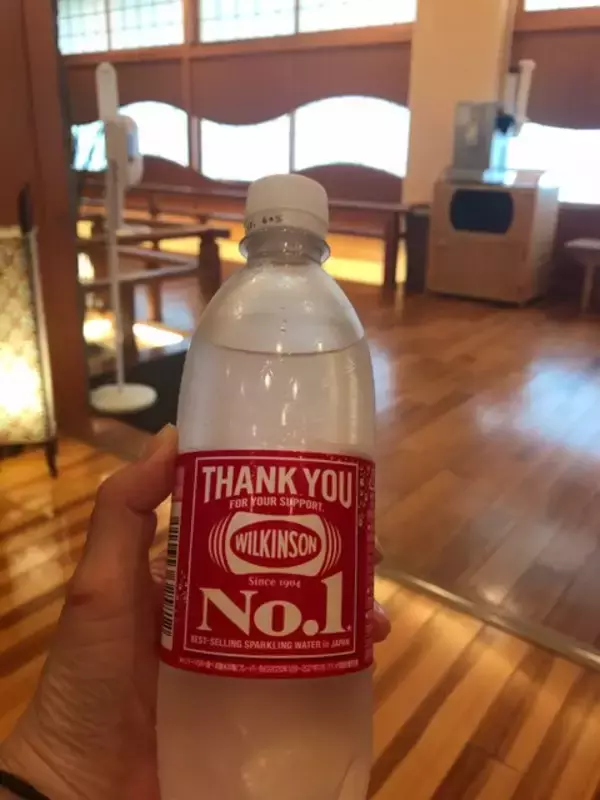 THANK YOU
FOR YOUR SUPPORT.
WILKINSON
Since 1904
No.1
BEST-SELLING SPARKLING WATER in JAPAN